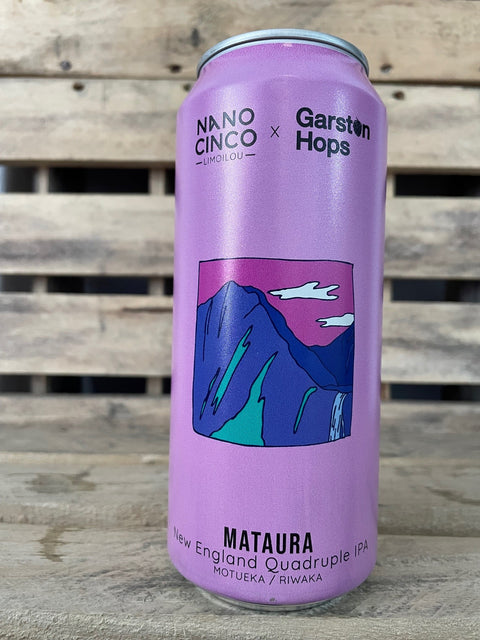 NANO
CINCO
LIMOILOU
x
Garston
Hops
MATAURA
New England Quadruple IPA
MOTUEKA / RIWAKA